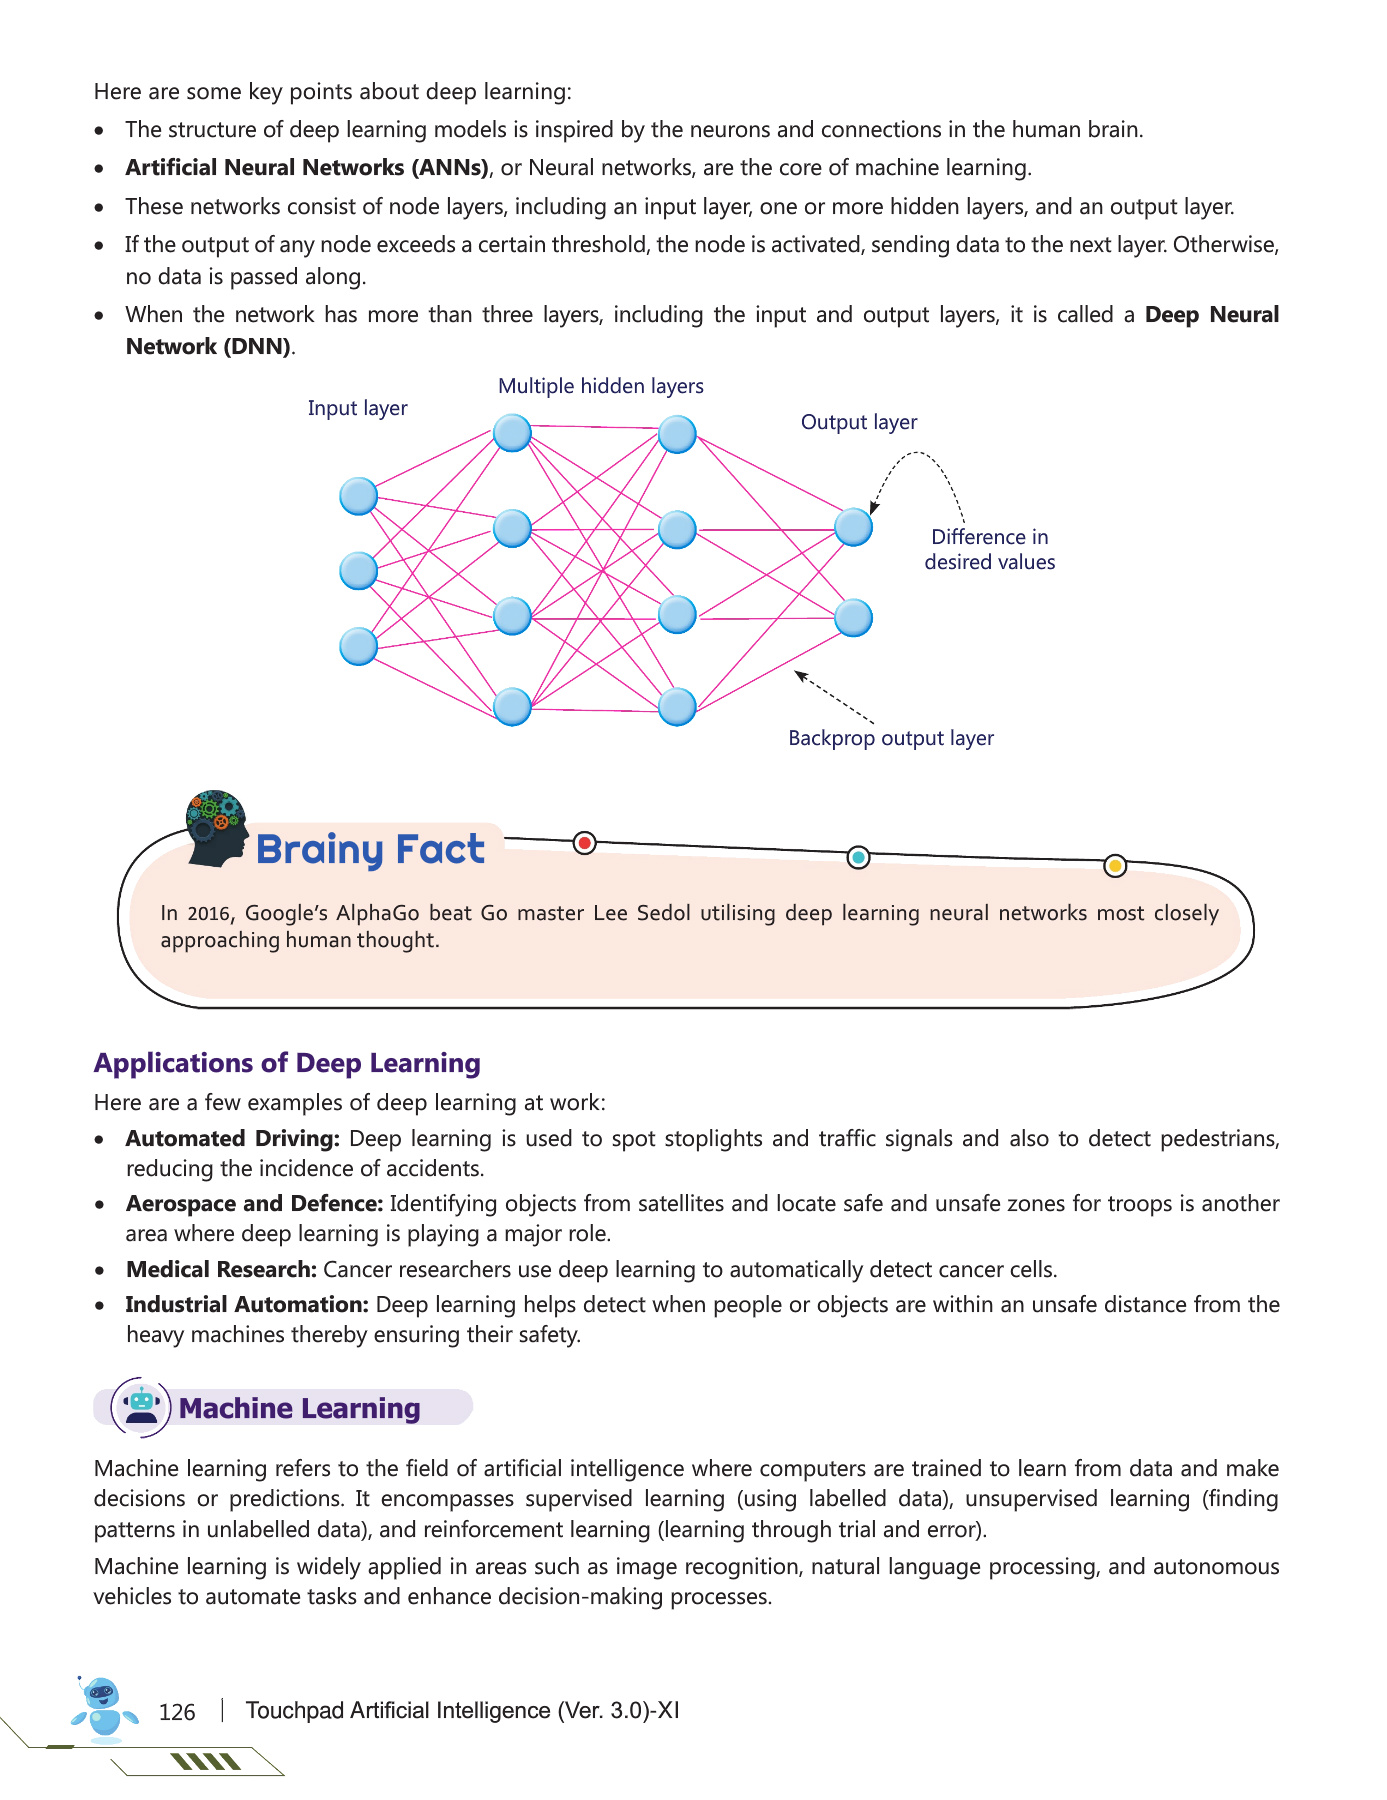 Here are some key points about deep learning:
• The structure of deep learning models is inspired by the neurons and connections in the human brain.
• Artificial Neural Networks (ANNs), or Neural networks, are the core of machine learning.
• These networks consist of node layers, including an input layer, one or more hidden layers, and an output layer.
• If the output of any node exceeds a certain threshold, the node is activated, sending data to the next layer. Otherwise,
no data is passed along.
• When the network has more than three layers, including the input and output layers, it is called a Deep Neural
Network (DNN).
Multiple hidden layers
Input layer
Output layer
Difference in
desired values
Backprop output layer
Brainy Fact
In 2016, Google's AlphaGo beat Go master Lee Sedol utilising deep learning neural networks most closely
approaching human thought.
Applications of Deep Learning
Here are a few examples of deep learning at work:
• Automated Driving: Deep learning is used to spot stoplights and traffic signals and also to detect pedestrians,
reducing the incidence of accidents.
• Aerospace and Defence: Identifying objects from satellites and locate safe and unsafe zones for troops is another
area where deep learning is playing a major role.
• Medical Research: Cancer researchers use deep learning to automatically detect cancer cells.
• Industrial Automation: Deep learning helps detect when people or objects are within an unsafe distance from the
heavy machines thereby ensuring their safety.
Machine Learning
Machine learning refers to the field of artificial intelligence where computers are trained to learn from data and make
decisions or predictions. It encompasses supervised learning (using labelled data), unsupervised learning (finding
patterns in unlabelled data), and reinforcement learning (learning through trial and error).
Machine learning is widely applied in areas such as image recognition, natural language processing, and autonomous
vehicles to automate tasks and enhance decision-making processes.
126 | Touchpad Artificial Intelligence (Ver. 3.0)-XI